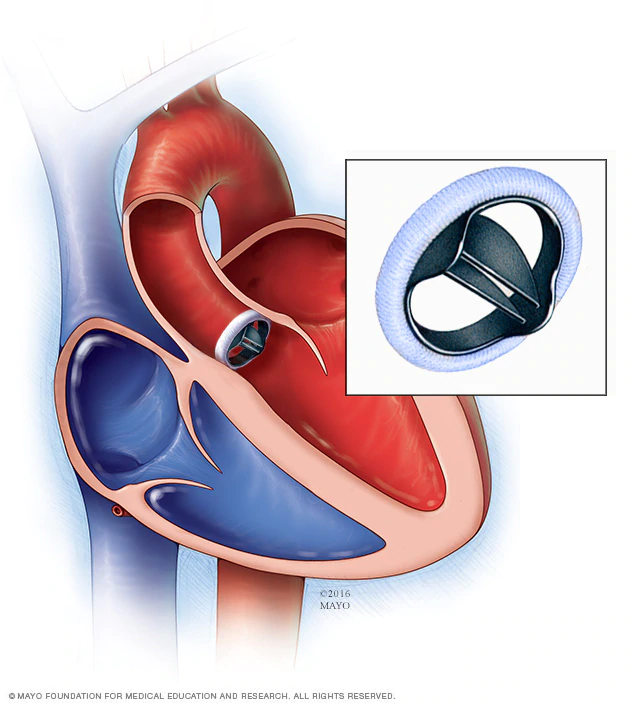 ©2016
MAYO
© MAYO FOUNDATION FOR MEDICAL EDUCATION AND RESEARCH. ALL RIGHTS RESERVED.